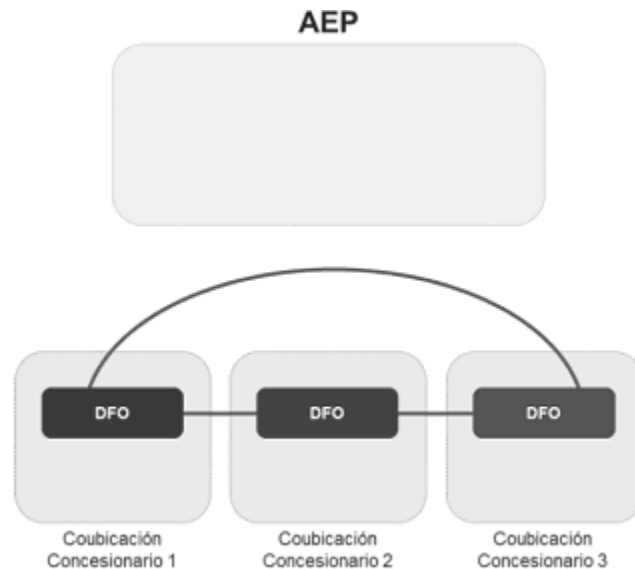 AEP
DFO
DFO
DFO
Coubicación
Concesionario 1
Coubicación
Concesionario 2
Coubicación
Concesionario 3